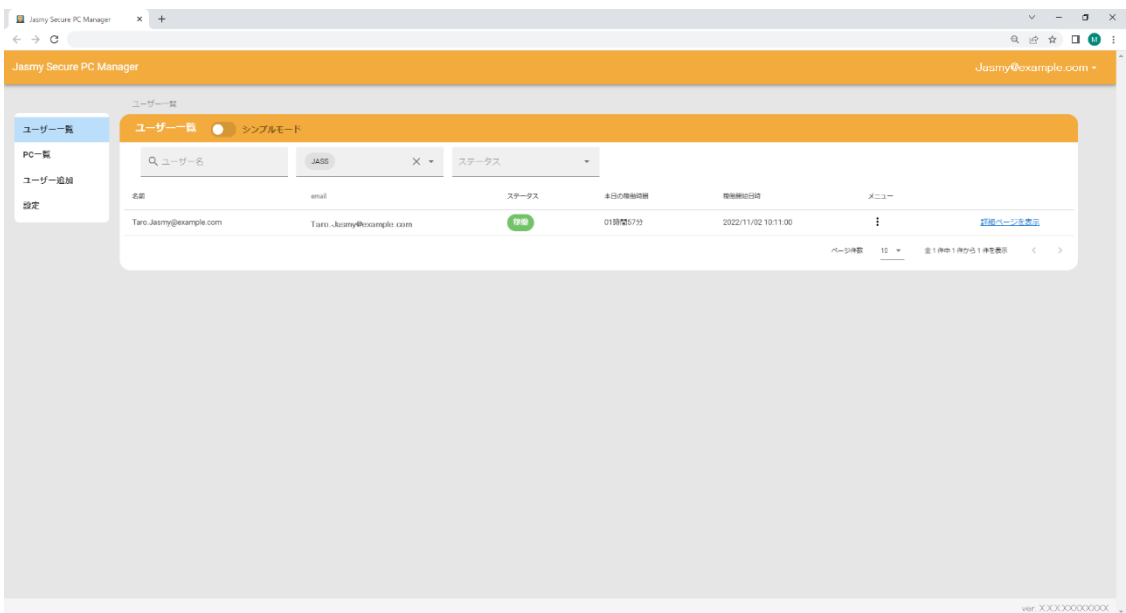 Jasmy Secure PC Manager
Jasmy Secure PC Manager
Jasmy@example.com
ユーザー一覧
ユーザー一覧
PC一覧
ユーザー追加
設定
ユーザー一覧 シンプルモード
ユーザー名 JASS ステータス
名前 email ステータス 本日の稼働時間 稼働開始日時 メニュー
Taro.Jasmy@example.com Taro.Jasmy@example.com 稼働 01時間57分 2022/11/02 10:11:00 詳細ページを表示
ページ件数 10 全1件中1件から1件を表示
ver. X.X.X.XXXXXXXX